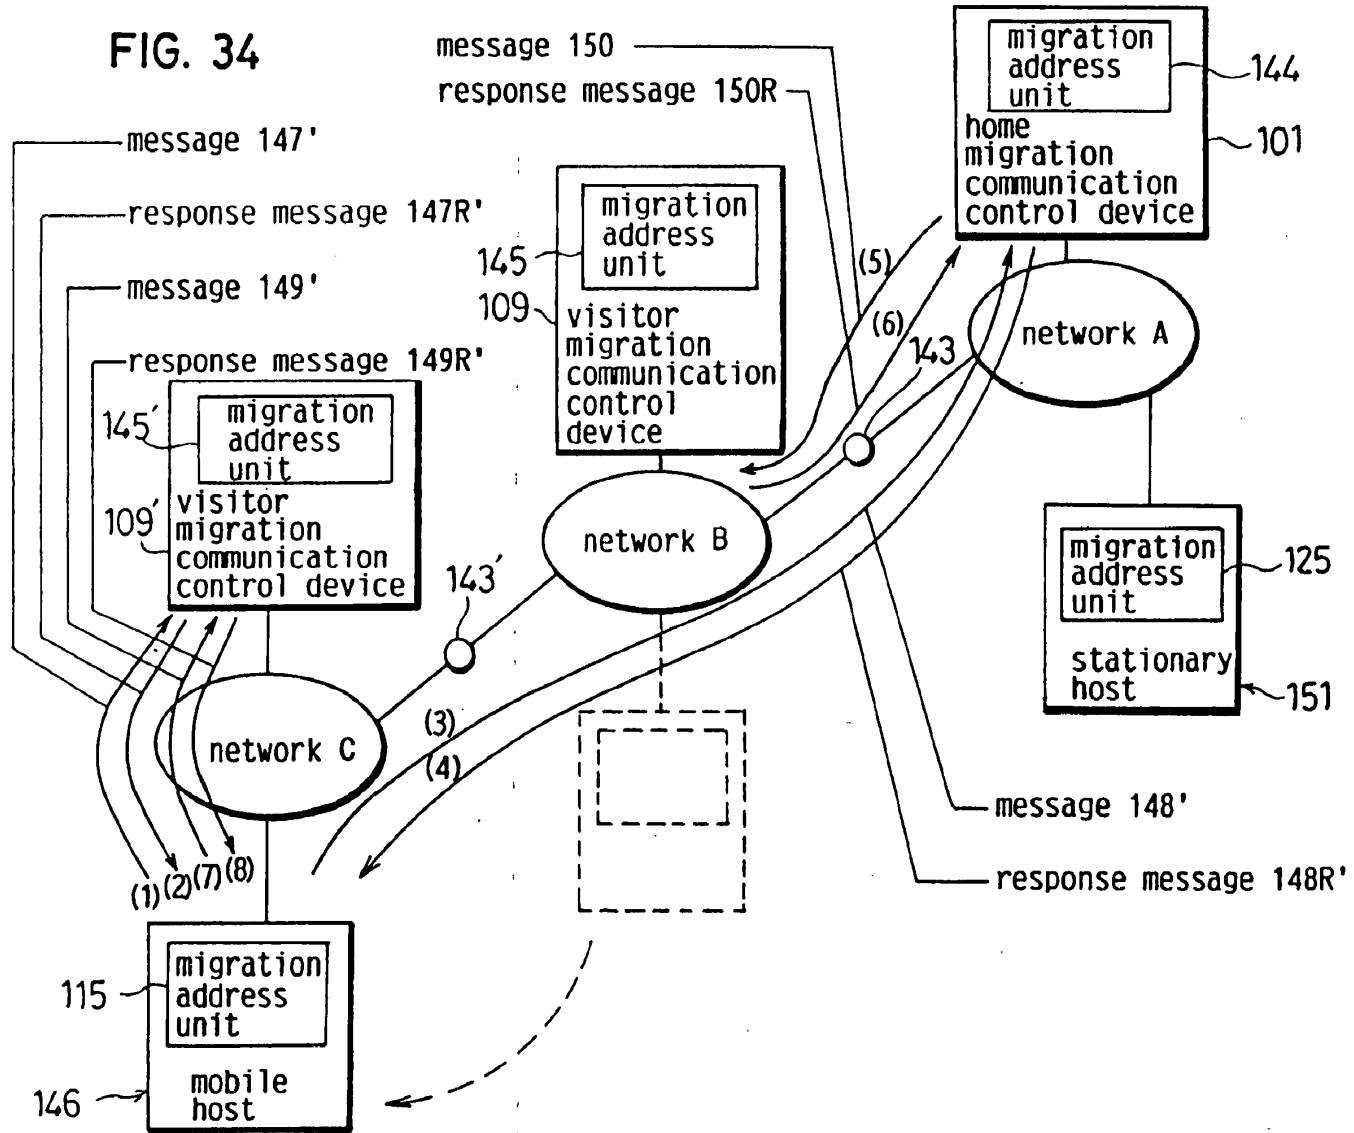 FIG. 34
message 150
response message 150R
migration
address
unit
144
home
migration
communication
control device
101
message 147'
response message 147R'
message 149'
response message 149R'
migration
address
unit
145
109
visitor
migration
communication
control
device
(5)
(6)
143
network A
migration
address
unit
145'
109'
visitor
migration
communication
control device
network B
143'
migration
address
unit
125
stationary
host
151
network C
(3)
(4)
message 148'
response message 148R'
(1)
(2)
(7)
(8)
migration
address
unit
115
mobile
host
146